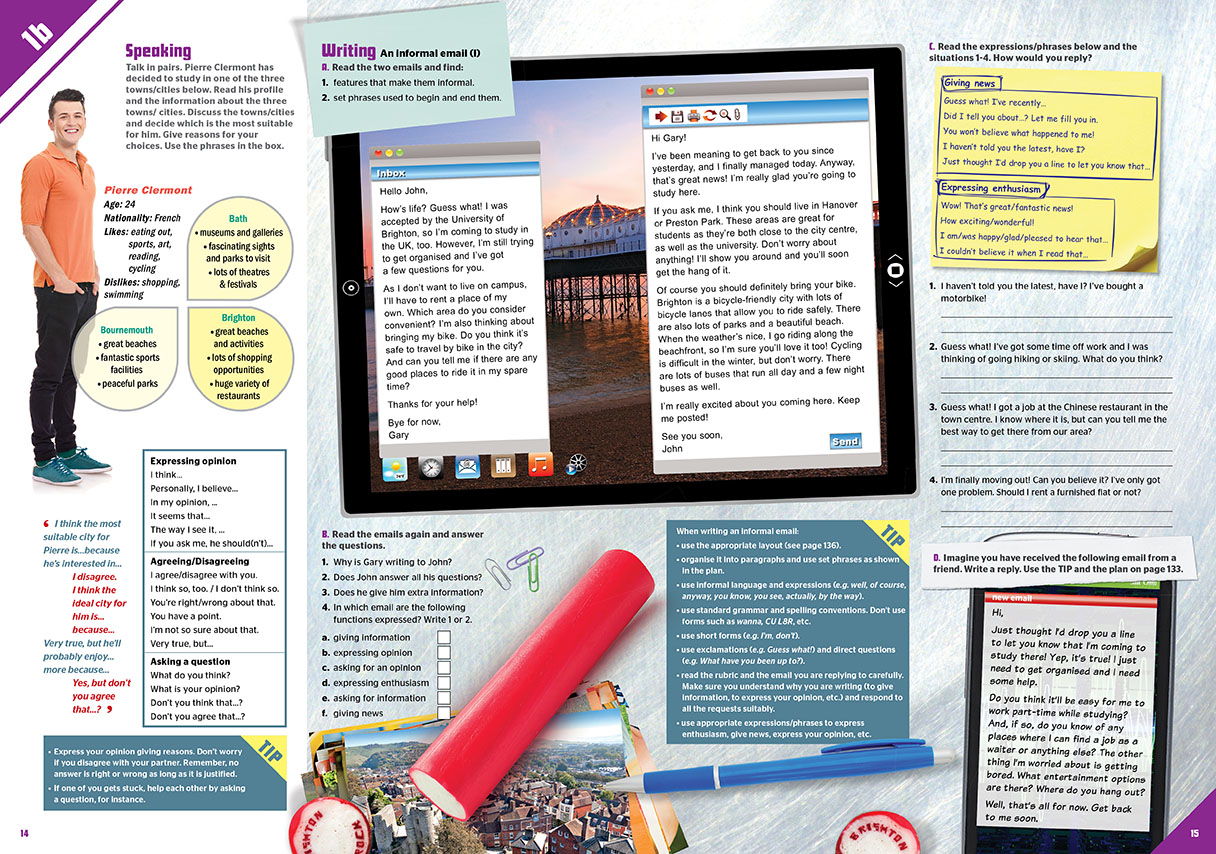 1b
Speaking
Talk in pairs. Pierre Clermont has
decided to study in one of the three
towns/cities below. Read his profile
and the information about the three
towns/ cities. Discuss the towns/cities
and decide which is the most suitable
for him. Give reasons for your
choices. Use the phrases in the box.
Pierre Clermont
Age: 24
Nationality: French
Likes: eating out,
sports, art,
reading,
cycling
Dislikes: shopping,
swimming
Bath
• museums and galleries
• fascinating sights
and parks to visit
• lots of theatres
& festivals
Bournemouth
• great beaches
• fantastic sports
facilities
• peaceful parks
Brighton
• great beaches
and activities
• lots of shopping
opportunities
• huge variety of
restaurants
I think the most
suitable city for
Pierre is...because
he's interested in...
I disagree.
I think the
ideal city for
him is...
because...
Very true, but he'll
probably enjoy...
more because...
Yes, but don't
you agree
that...?
Expressing opinion
I think...
Personally, I believe...
In my opinion, ...
It seems that...
The way I see it, ...
If you ask me, he should(n't)...
Agreeing/Disagreeing
I agree/disagree with you.
I think so, too. / I don't think so.
You're right/wrong about that.
You have a point.
I'm not so sure about that.
Very true, but...
Asking a question
What do you think?
What is your opinion?
Don't you think that...?
Don't you agree that...?
TIP
• Express your opinion giving reasons. Don't worry
if you disagree with your partner. Remember, no
answer is right or wrong as long as it is justified.
• If one of you gets stuck, help each other by asking
a question, for instance.
14
Writing An informal email (I)
A. Read the two emails and find:
1. features that make them informal.
2. set phrases used to begin and end them.
Inbox
Hello John,
How's life? Guess what! I was
accepted by the University of
Brighton, so I'm coming to study in
the UK, too. However, I'm still trying
to get organised and I've got
a few questions for you.
As I don't want to live on campus,
I'll have to rent a place of my
own. Which area do you consider
convenient? I'm also thinking about
bringing my bike. Do you think it's
safe to travel by bike in the city?
And can you tell me if there are any
good places to ride it in my spare
time?
Thanks for your help!
Bye for now,
Gary
Hi Gary!
I've been meaning to get back to you since
yesterday, and I finally managed today. Anyway,
that's great news! I'm really glad you're going to
study here.
If you ask me, I think you should live in Hanover
or Preston Park. These areas are great for
students as they're both close to the city centre,
as well as the university. Don't worry about
anything! I'll show you around and you'll soon
get the hang of it.
Of course you should definitely bring your bike.
Brighton is a bicycle-friendly city with lots of
bicycle lanes that allow you to ride safely. There
are also lots of parks and a beautiful beach.
When the weather's nice, I go riding along the
beachfront, so I'm sure you'll love it too! Cycling
is difficult in the winter, but don't worry. There
are lots of buses that run all day and a few night
buses as well.
I'm really excited about you coming here. Keep
me posted!
See you soon,
John
Send
B. Read the emails again and answer
the questions.
1. Why is Gary writing to John?
2. Does John answer all his questions?
3. Does he give him extra information?
4. In which email are the following
functions expressed? Write 1 or 2.
a. giving information
b. expressing opinion
c. asking for an opinion
d. expressing enthusiasm
e. asking for information
f. giving news
TIP
When writing an informal email:
• use the appropriate layout (see page 136).
• organise it into paragraphs and use set phrases as shown
in the plan.
• use informal language and expressions (e.g. well, of course,
anyway, you know, you see, actually, by the way).
• use standard grammar and spelling conventions. Don't use
forms such as wanna, CU L8R, etc.
• use short forms (e.g. I'm, don't).
• use exclamations (e.g. Guess what!) and direct questions
(e.g. What have you been up to?).
• read the rubric and the email you are replying to carefully.
Make sure you understand why you are writing (to give
information, to express your opinion, etc.) and respond to
all the requests suitably.
• use appropriate expressions/phrases to express
enthusiasm, give news, express your opinion, etc.
BRIGHTON
ROCK
BRIGHTON
C. Read the expressions/phrases below and the
situations 1-4. How would you reply?
Giving news
Guess what! I've recently...
Did I tell you about...? Let me fill you in.
You won't believe what happened to me!
I haven't told you the latest, have I?
Just thought I'd drop you a line to let you know that...
Expressing enthusiasm
Wow! That's great/fantastic news!
How exciting/wonderful!
I am/was happy/glad/pleased to hear that...
I couldn't believe it when I read that...
1. I haven't told you the latest, have I? I've bought a
motorbike!
2. Guess what! I've got some time off work and I was
thinking of going hiking or skiing. What do you think?
3. Guess what! I got a job at the Chinese restaurant in the
town centre. I know where it is, but can you tell me the
best way to get there from our area?
4. I'm finally moving out! Can you believe it? I've only got
one problem. Should I rent a furnished flat or not?
D. Imagine you have received the following email from a
friend. Write a reply. Use the TIP and the plan on page 133.
new email
Hi,
Just thought I'd drop you a line
to let you know that I'm coming to
study there! Yep, it's true! I just
need to get organised and I need
some help.
Do you think it'll be easy for me to
work part-time while studying?
And, if so, do you know of any
places where I can find a job as a
waiter or anything else? The other
thing I'm worried about is getting
bored. What entertainment options
are there? Where do you hang out?
Well, that's all for now. Get back
to me soon.
15